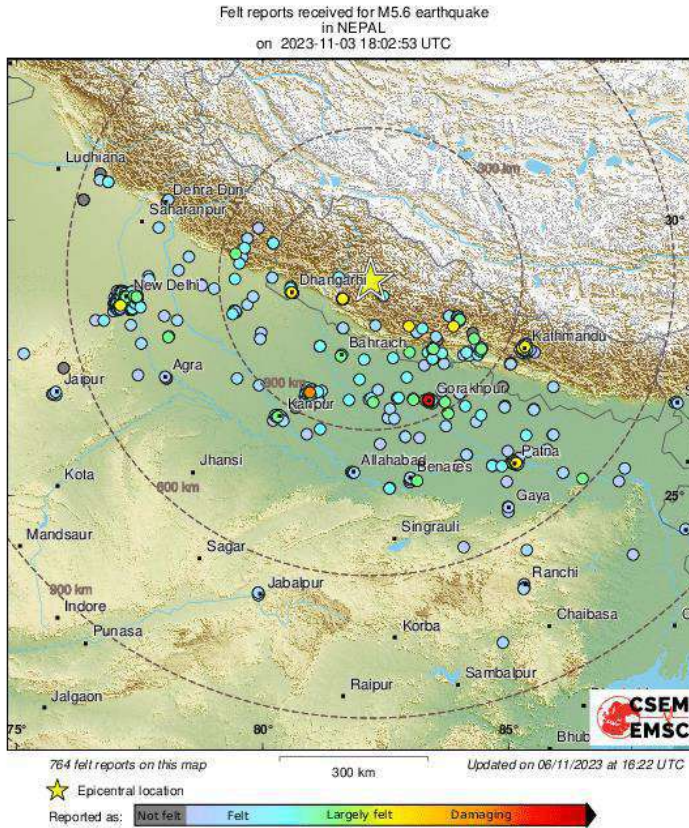 Felt reports received for M5.6 earthquake
in NEPAL
on 2023-11-03 18:02:53 UTC
Ludhiana
300 km
Dehra Dun
Saharanpur
30°
New Delhi
Dhangarhi
Kathmandu
Bahraich
Agra
Jaipur
300 km
Gorakhpur
Kanpur
Patna
Jhansi
Allahabad
Benares
Kota
600 km
25°
Gaya
Mandsaur
Singrauli
Sagar
Ranchi
900 km
Jabalpur
Indore
Chaibasa
Punasa
Korba
Sambalpur
Raipur
Jalgaon
CSEM
EMSC
75°
80°
85°
Bhub
764 felt reports on this map
300 km
Updated on 06/11/2023 at 16:22 UTC
Epicentral location
Reported as:
Not felt
Felt
Largely felt
Damaging